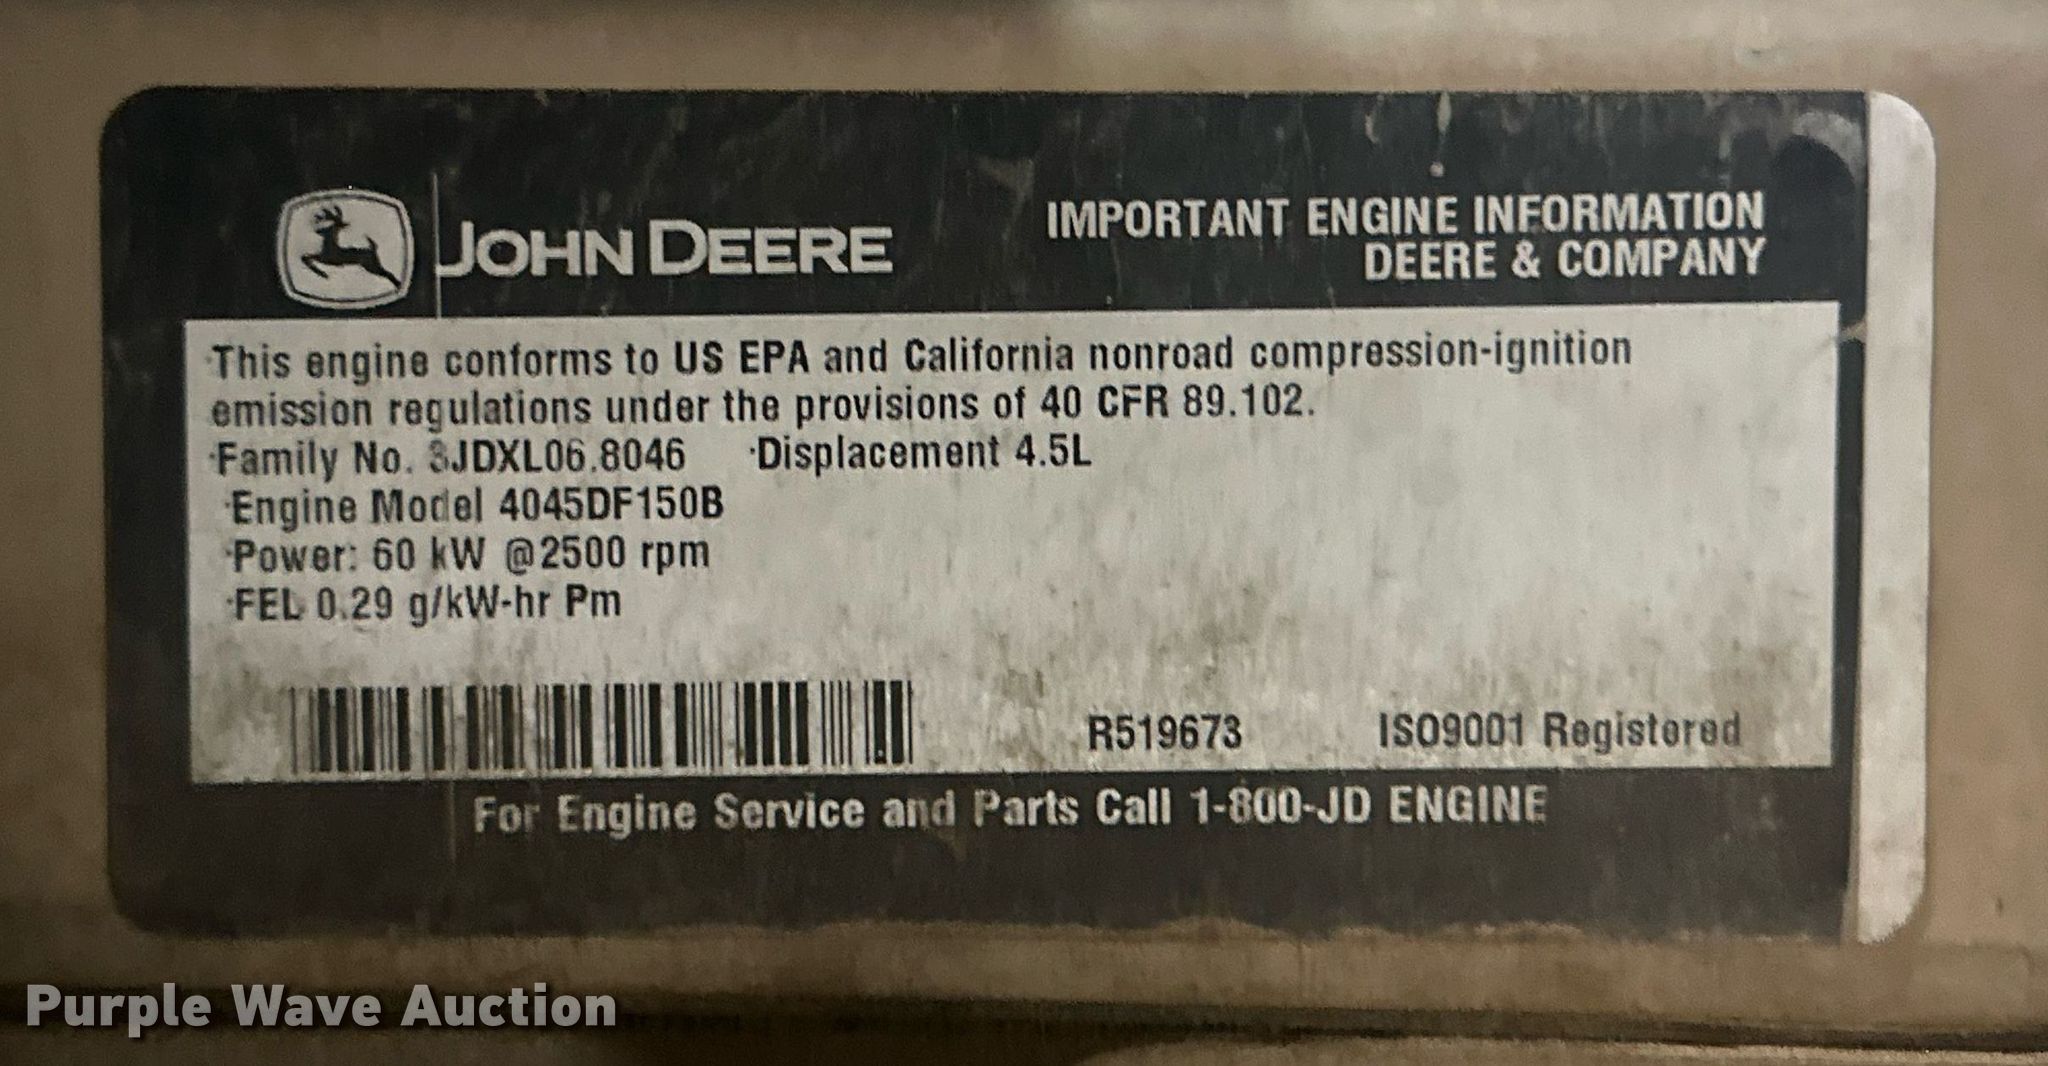 JOHN DEERE
IMPORTANT ENGINE INFORMATION
DEERE & COMPANY
This engine conforms to US EPA and California nonroad compression-ignition
emission regulations under the provisions of 40 CFR 89.102.
·Family No. 3JDXL06.8046 ·Displacement 4.5L
·Engine Model 4045DF150B
·Power: 60 kW @2500 rpm
·FEL 0.29 g/kW-hr Pm
R519673 ISO9001 Registered
For Engine Service and Parts Call 1-800-JD ENGINE
Purple Wave Auction